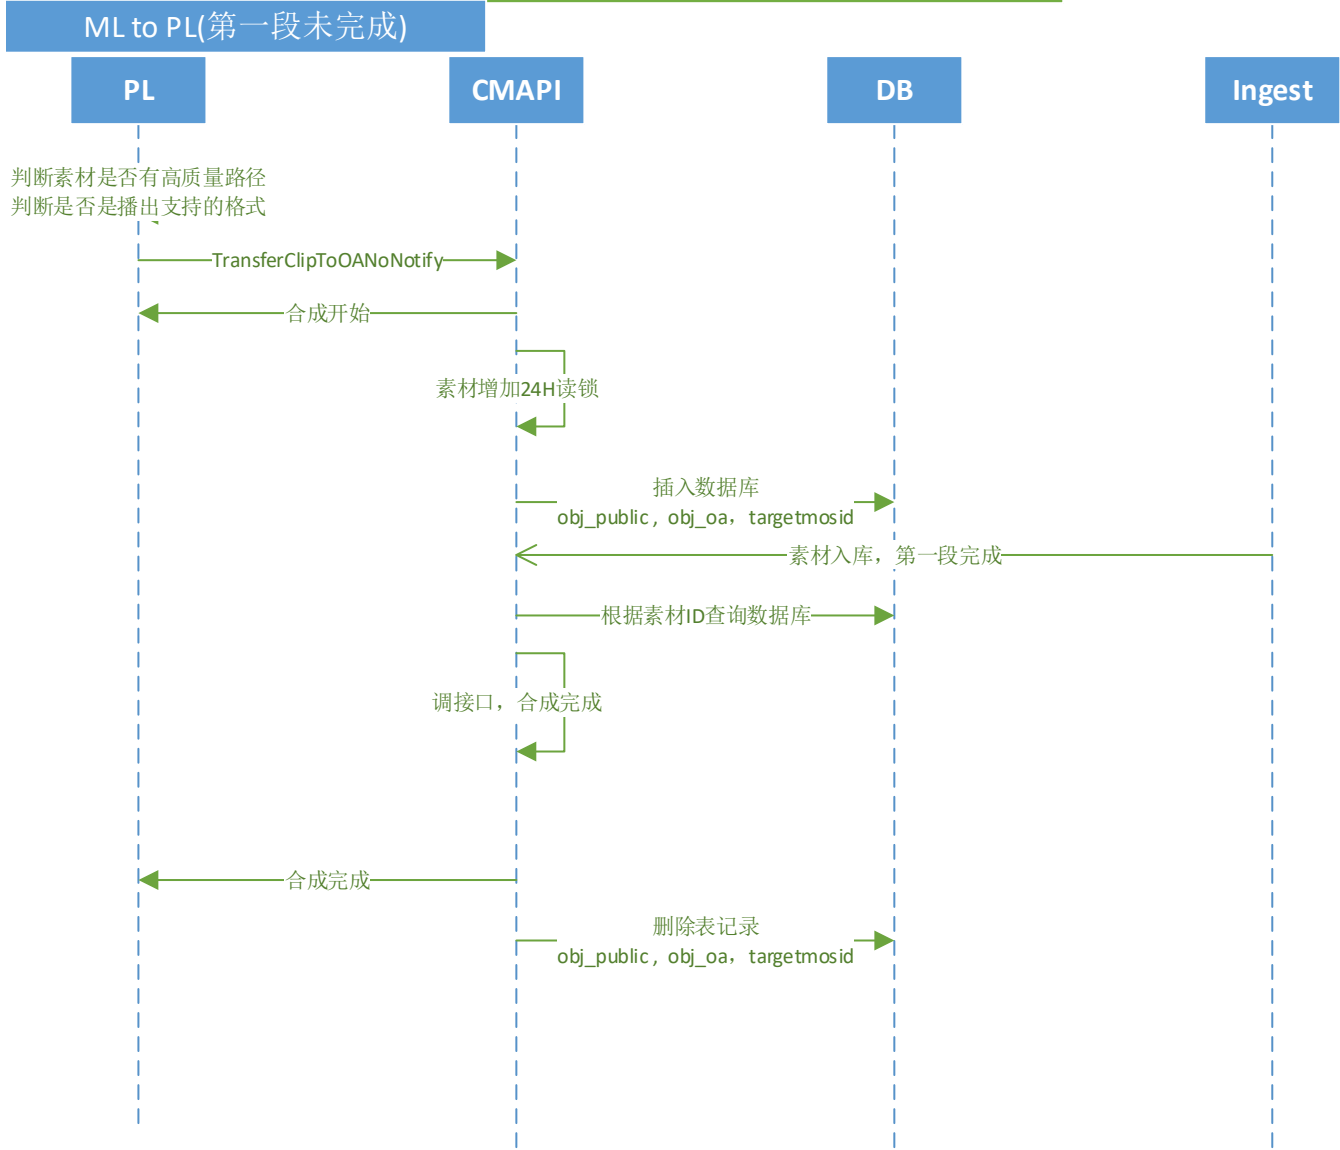 ML to PL(第一段未完成)
PL
CMAPI
DB
Ingest
判断素材是否有高质量路径
判断是否是播出支持的格式
TransferClipToOANoNotify
合成开始
素材增加24H读锁
插入数据库
obj_public , obj_oa，targetmosid
素材入库，第一段完成
根据素材ID查询数据库
调接口，合成完成
合成完成
删除表记录
obj_public , obj_oa，targetmosid